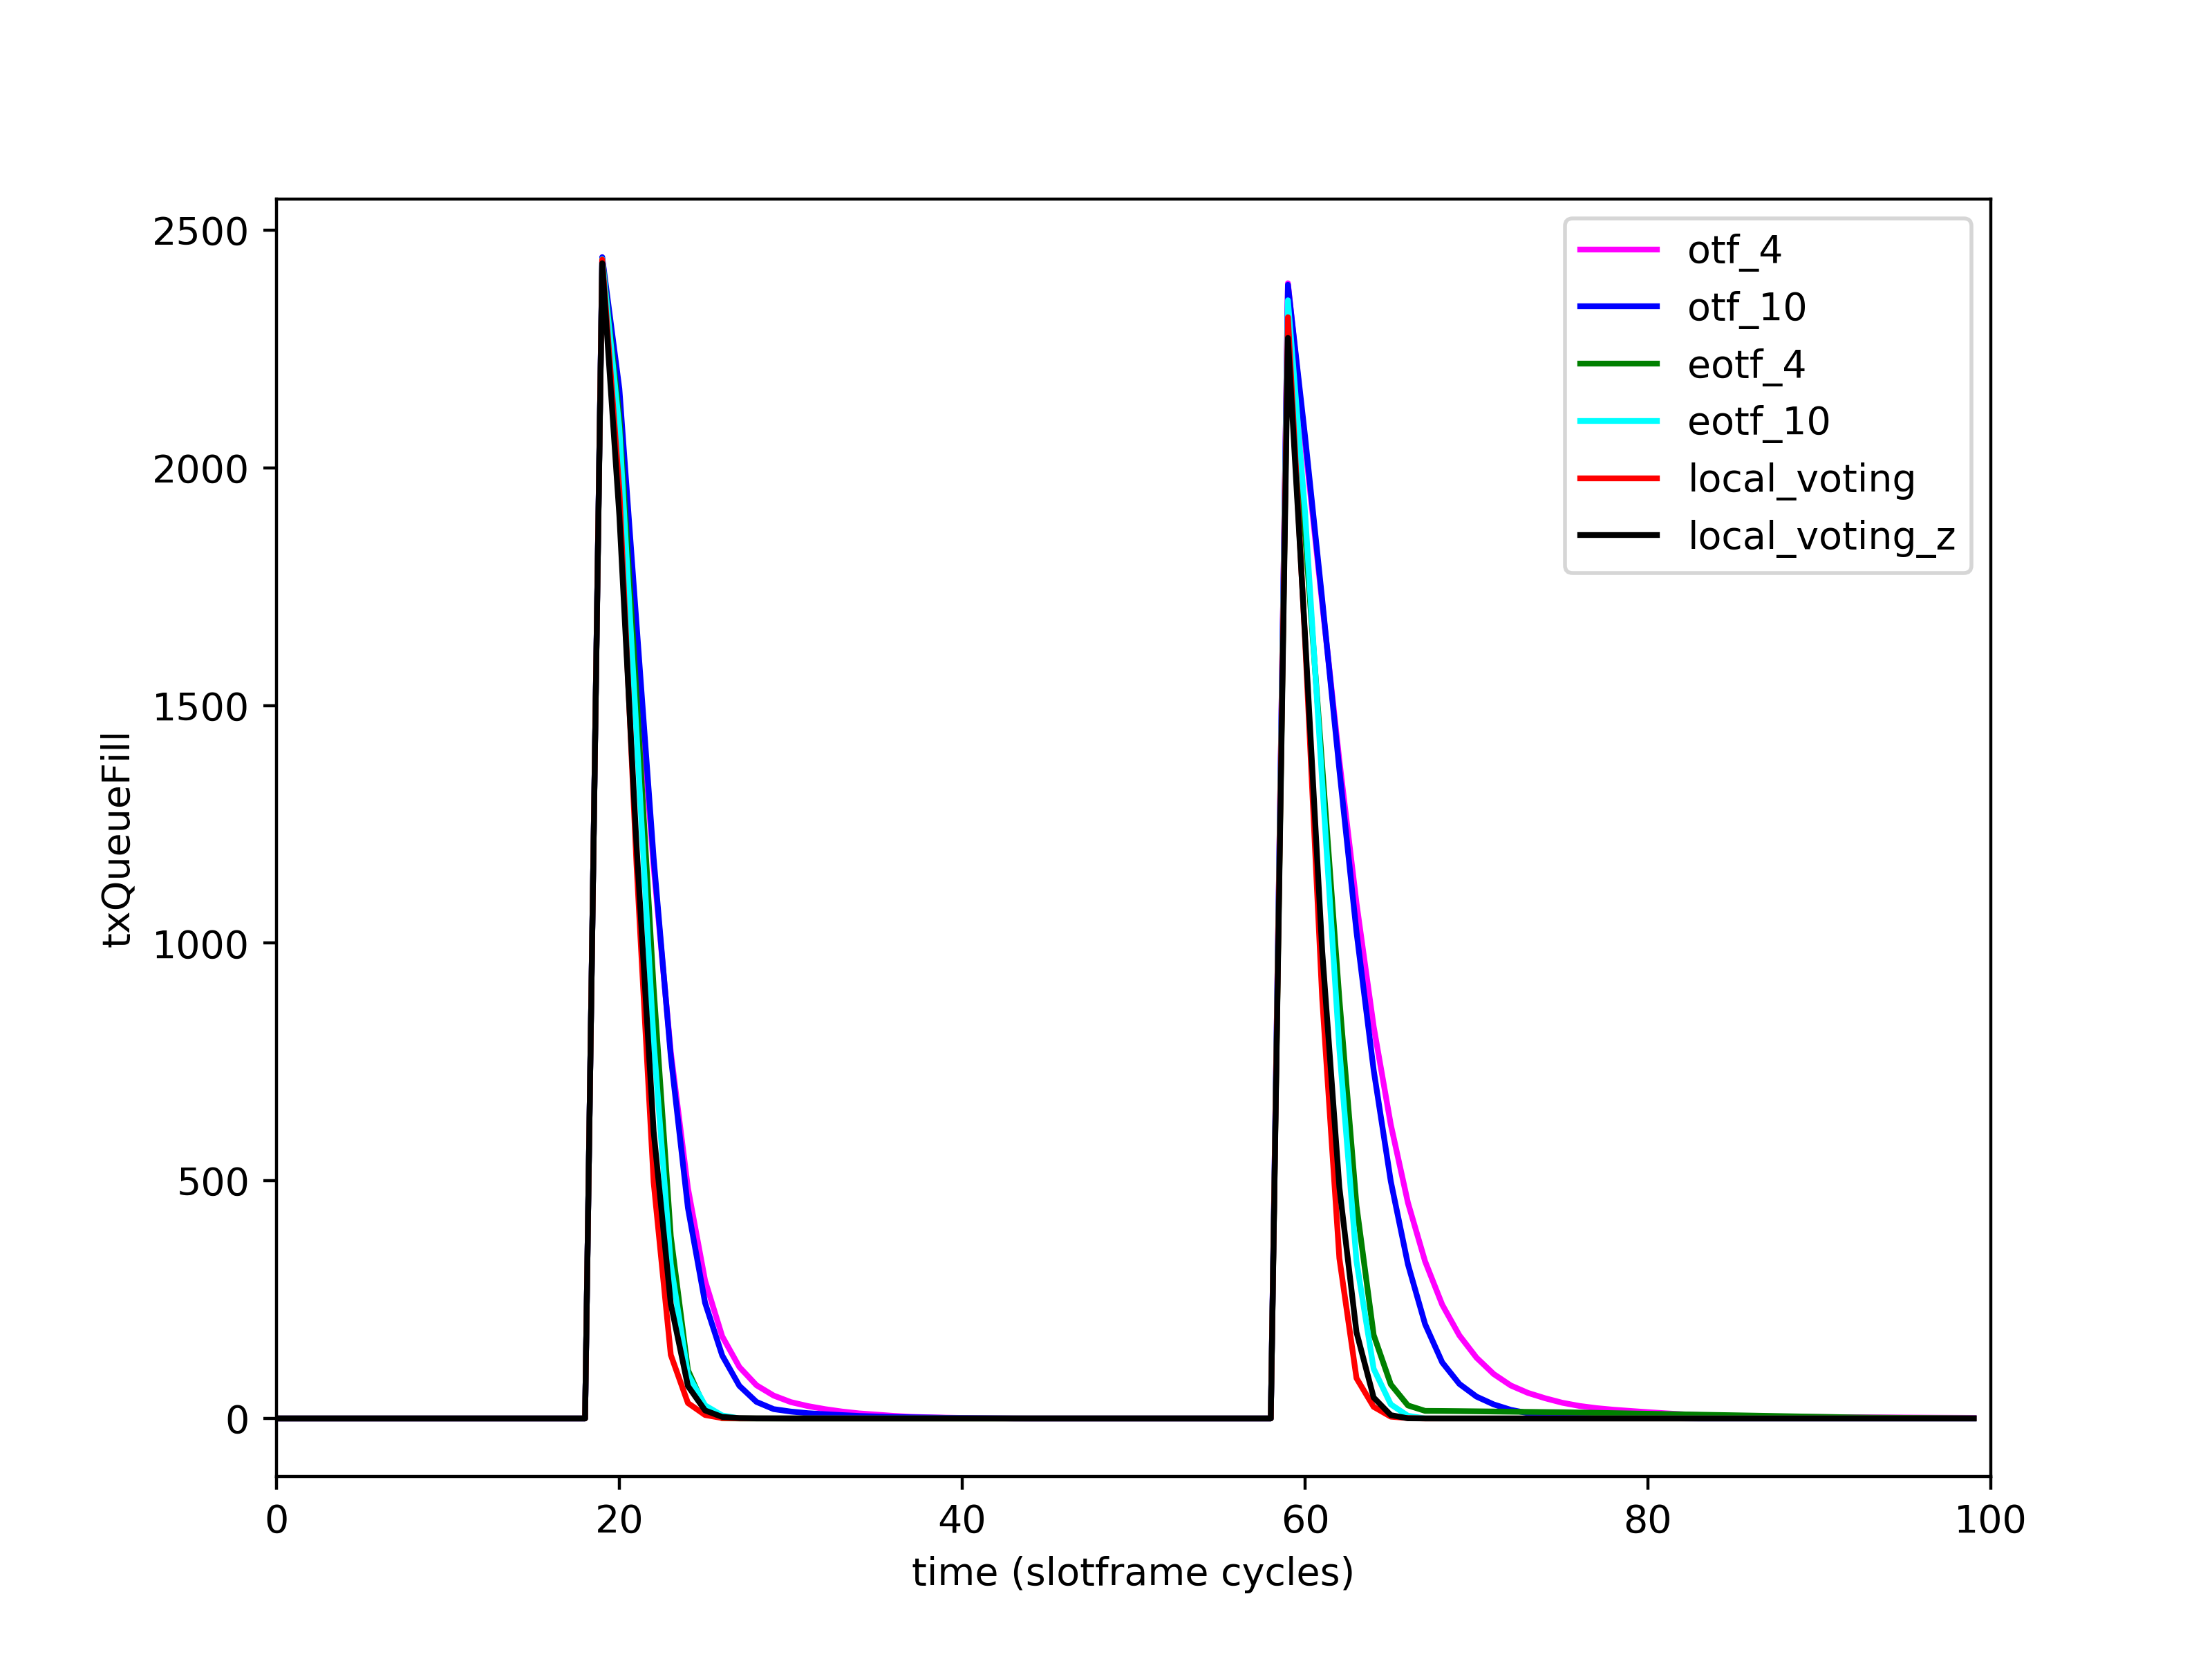 2500
2000
1500
1000
500
0
txQueueFill
0 20 40 60 80 100
time (slotframe cycles)
otf_4
otf_10
eotf_4
eotf_10
local_voting
local_voting_z